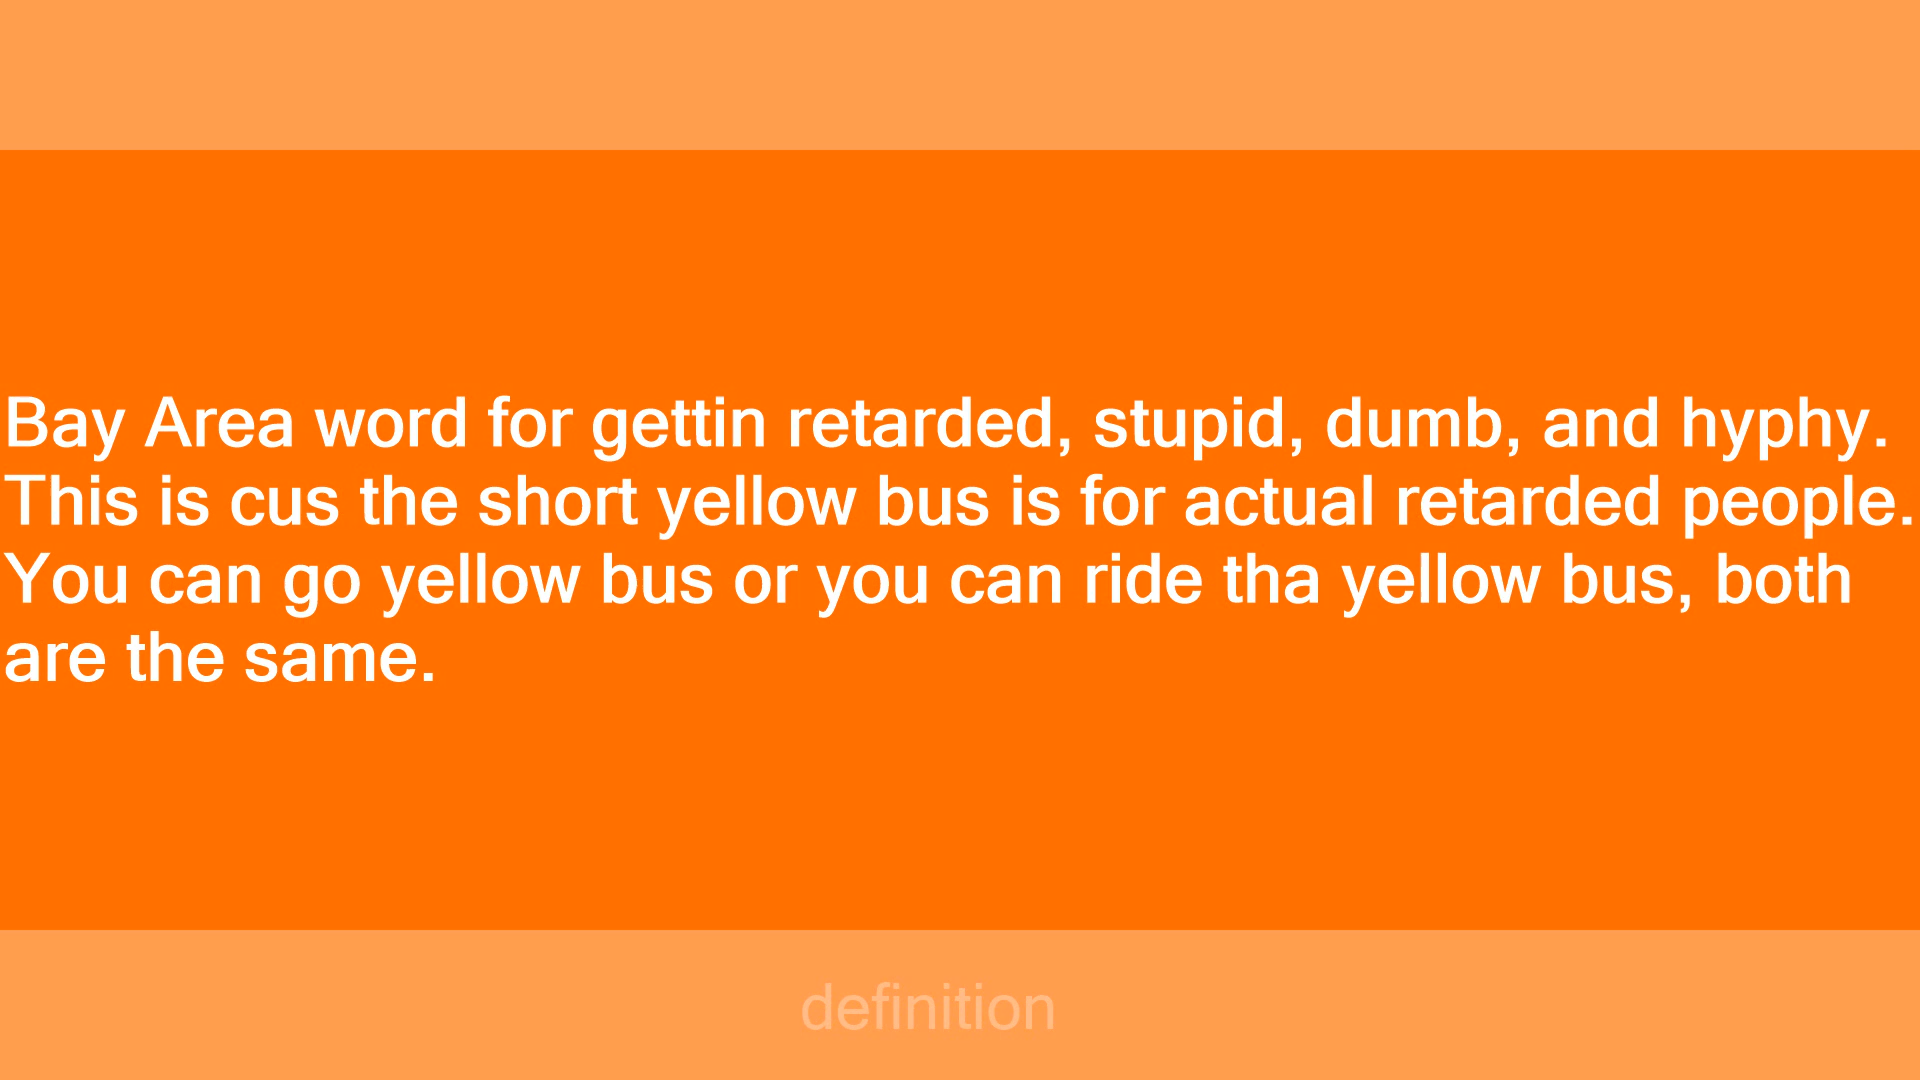 Bay Area word for gettin retarded, stupid, dumb, and hyphy.
This is cus the short yellow bus is for actual retarded people.
You can go yellow bus or you can ride tha yellow bus, both
are the same.
definition